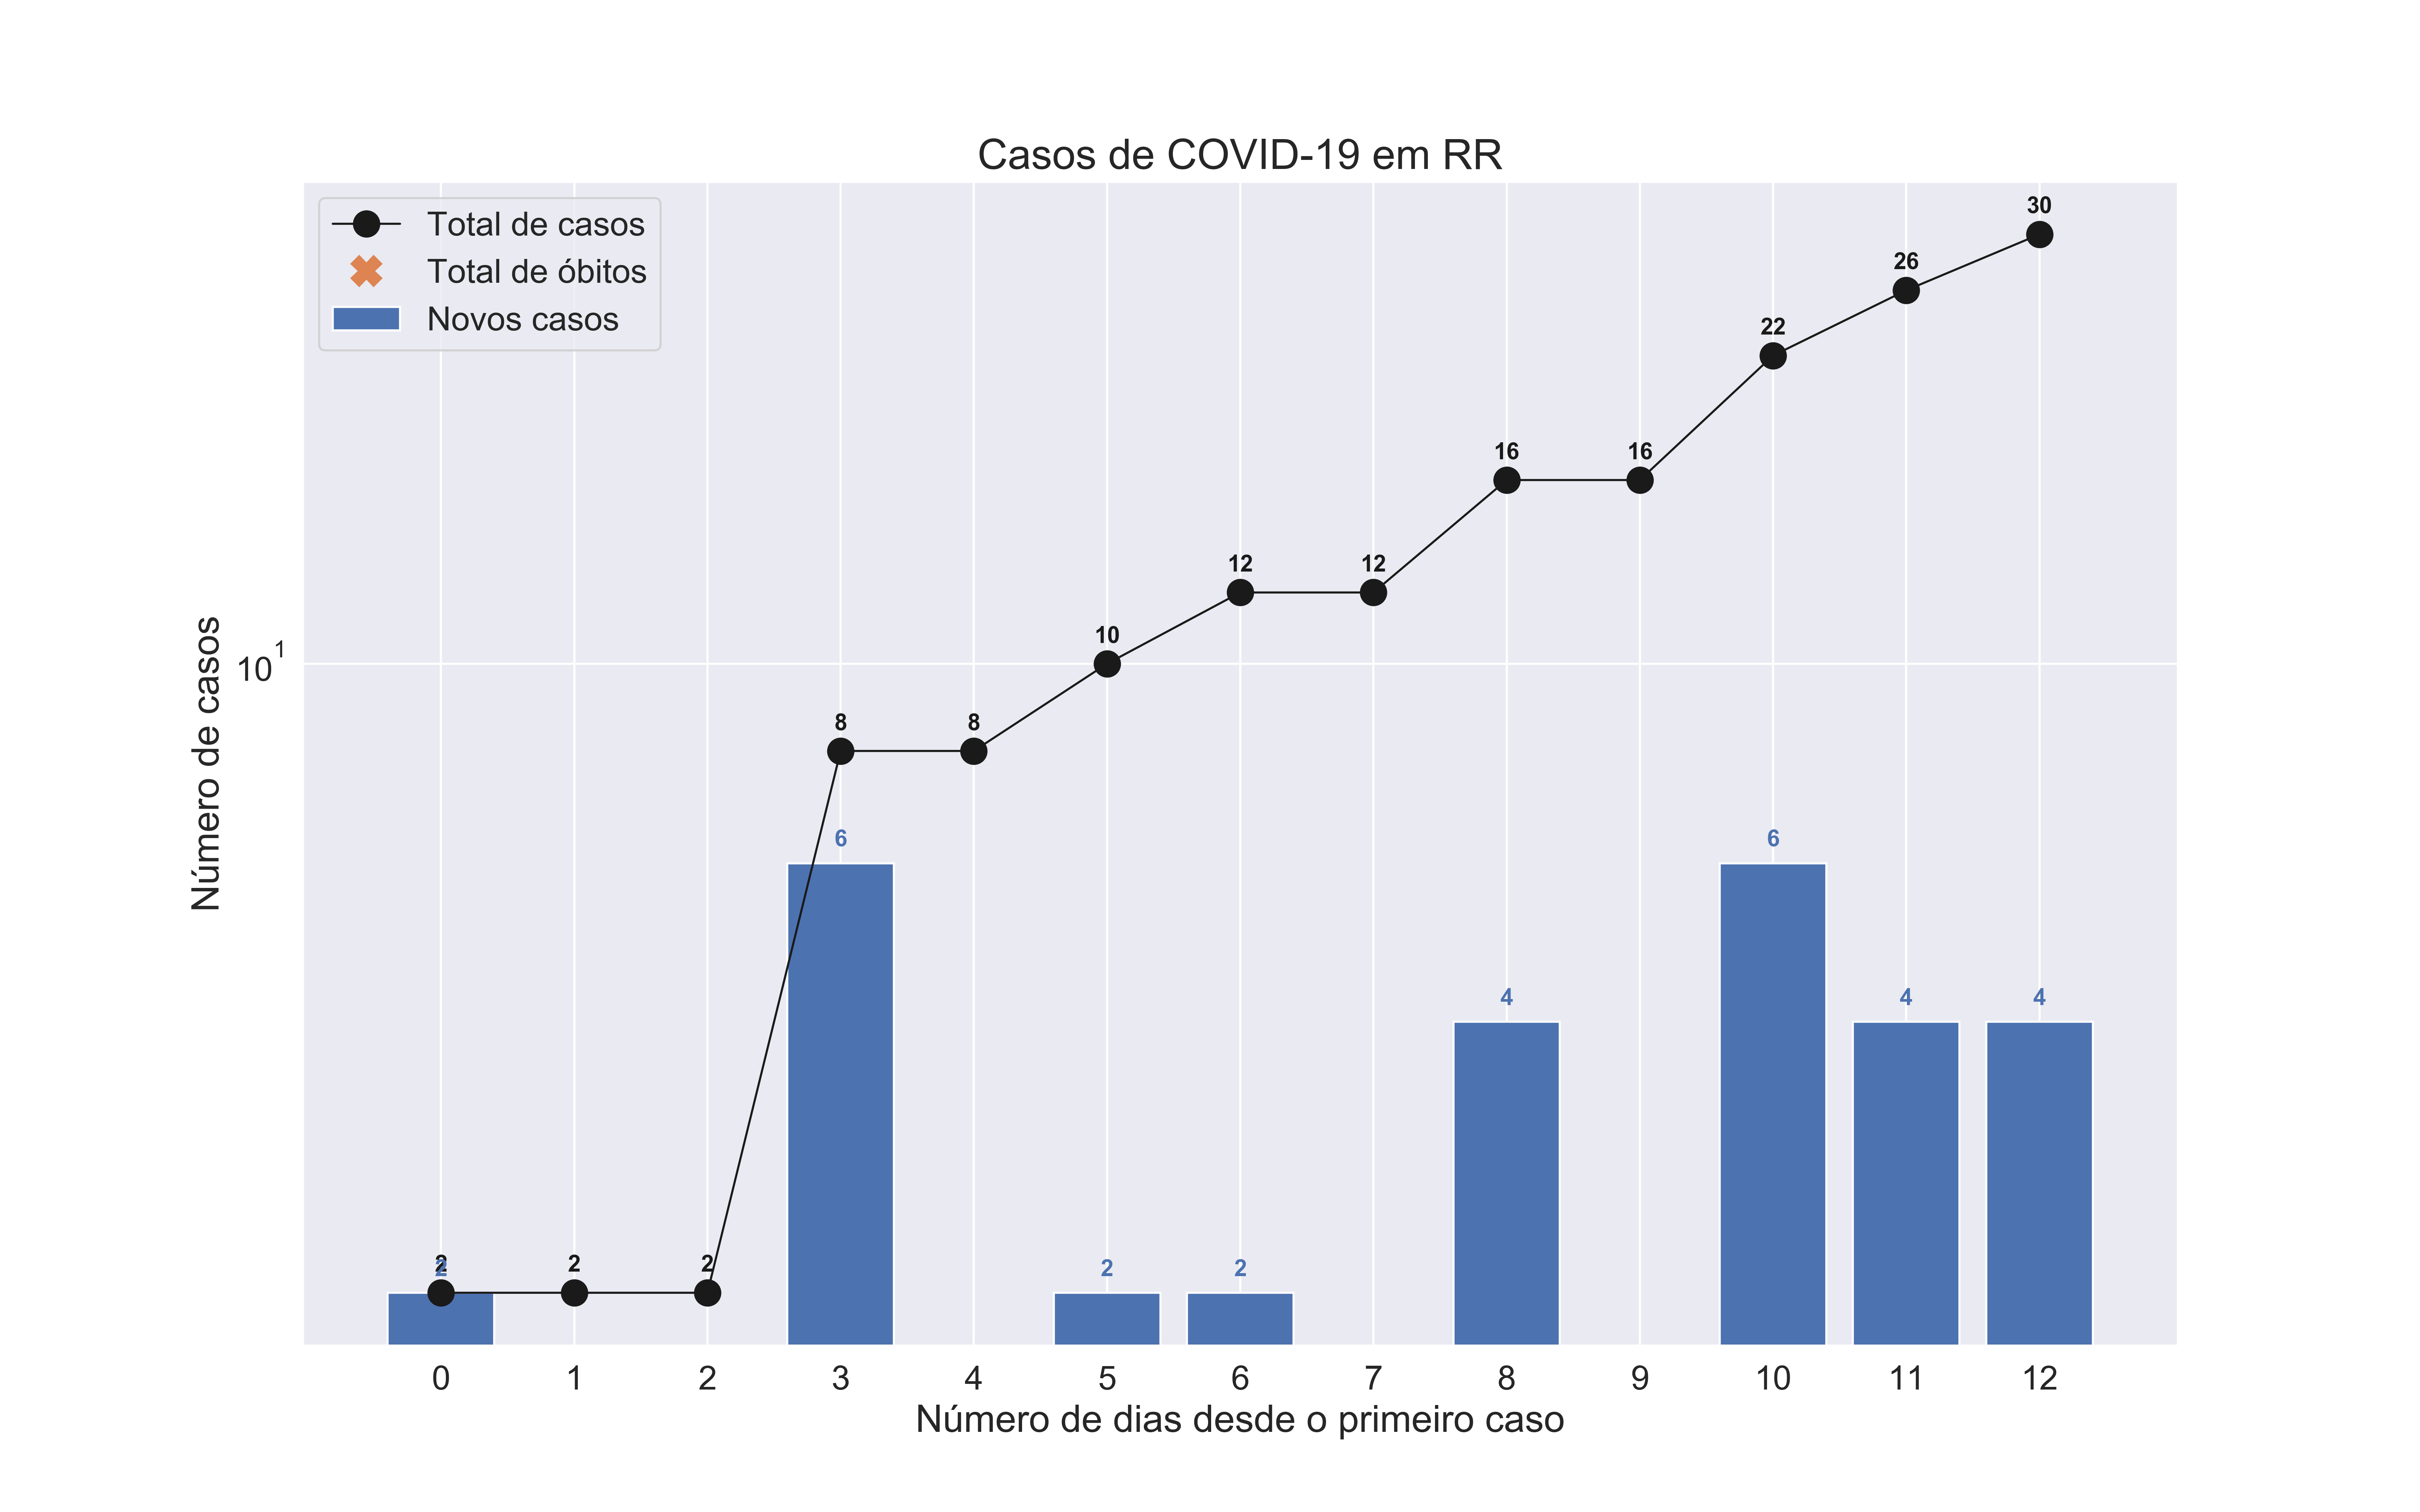 Casos de COVID-19 em RR
Total de casos
Total de óbitos
Novos casos
30
26
22
16 16
12 12
10
8 8
6 6
4 4 4
2 2 2
2 2 2
10^1
Número de casos
0 1 2 3 4 5 6 7 8 9 10 11 12
Número de dias desde o primeiro caso